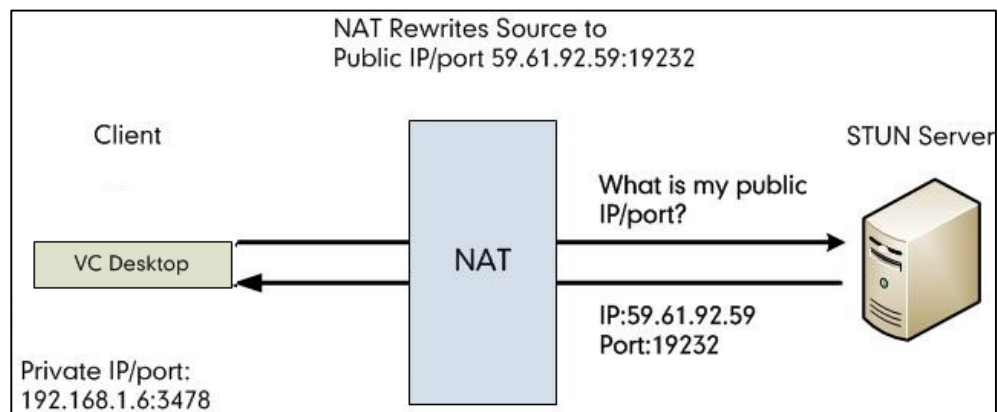 NAT Rewrites Source to
Public IP/port 59.61.92.59:19232
Client
STUN Server
What is my public
IP/port?
VC Desktop
NAT
IP:59.61.92.59
Port:19232
Private IP/port:
192.168.1.6:3478